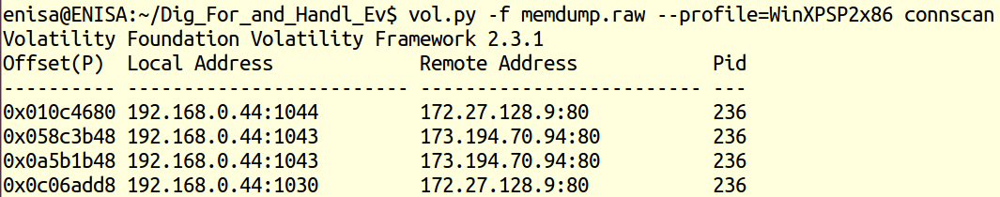 enisa@ENISA:~/Dig_For_and_Handl_Ev$ vol.py -f memdump.raw --profile=WinXPSP2x86 connscan
Volatility Foundation Volatility Framework 2.3.1
Offset(P)  Local Address             Remote Address            Pid
---------- ------------------------- ------------------------- ---
0x010c4680 192.168.0.44:1044         172.27.128.9:80           236
0x058c3b48 192.168.0.44:1043         173.194.70.94:80          236
0x0a5b1b48 192.168.0.44:1043         173.194.70.94:80          236
0x0c06add8 192.168.0.44:1030         172.27.128.9:80           236